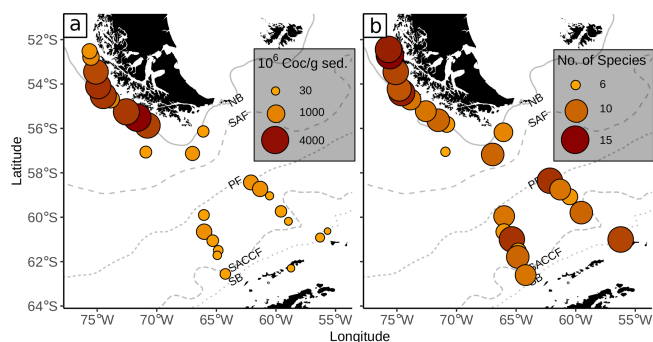 a
b
10⁶ Coc/g sed.
30
1000
4000
No. of Species
6
10
15
52°S
54°S
56°S
58°S
60°S
62°S
64°S
Latitude
NB
SAF
PF
SACCF
SB
NB
SAF
PF
SACCF
SB
75°W
70°W
65°W
60°W
55°W
75°W
70°W
65°W
60°W
55°W
Longitude